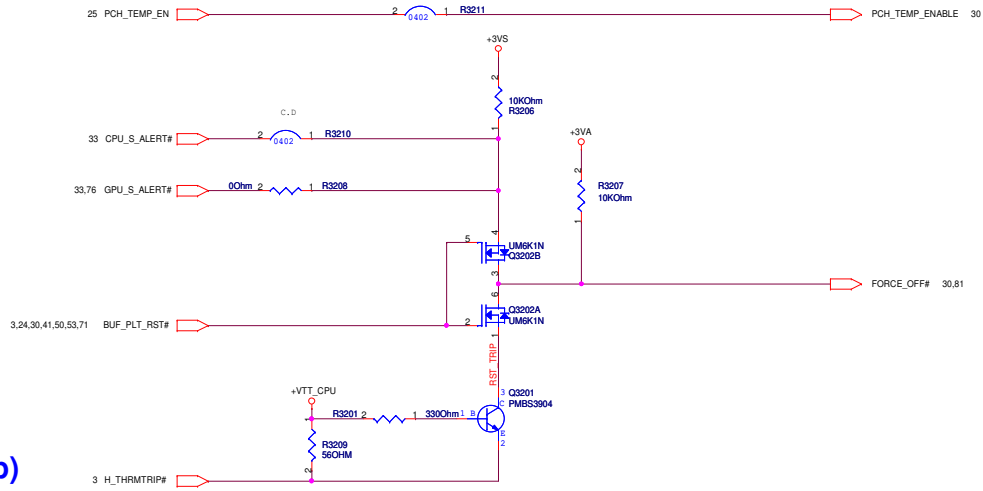 25 PCH_TEMP_EN 2 0402 1 R3211 PCH_TEMP_ENABLE 30
+3VS
2
10KOhm
R3206
1
C.D
33 CPU_S_ALERT# 2 0402 1 R3210
+3VA
2
R3207
10KOhm
1
33,76 GPU_S_ALERT# 0Ohm 2 1 R3208
4
5
UM6K1N
Q3202B
3
FORCE_OFF# 30,81
6
Q3202A
UM6K1N
3,24,30,41,50,53,71 BUF_PLT_RST# 2
1
RST_TRIP
+VTT_CPU
3 Q3201
C PMBS3904
1 R3201 2 1 330Ohm 1 B
E
2
R3209
56OHM
2
o)
3 H_THRMTRIP#